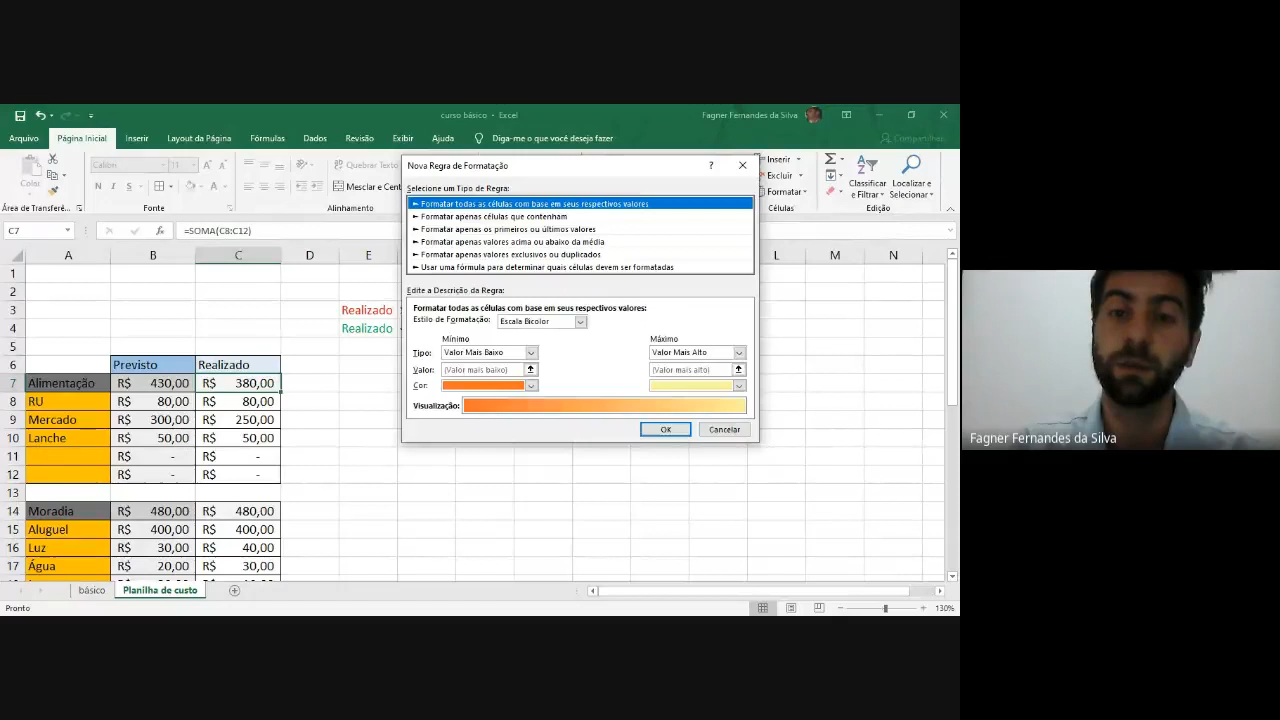 curso básico - Excel
Fagner Fernandes da Silva
Arquivo Página Inicial Inserir Layout da Página Fórmulas Dados Revisão Exibir Ajuda Diga-me o que você deseja fazer Compartilhar
Colar
Calibri 11
N I S
Quebrar Texto
Mesclar e Cent
Inserir
Excluir
Formatar
Classificar e Filtrar
Localizar e Selecionar
Área de Transferê...
Fonte
Alinhamento
Células
Edição
C7 fx =SOMA(C8:C12)
A B C D E L M N
1
2
3 Realizado
4 Realizado
5
6 Previsto Realizado
7 Alimentação R$ 430,00 R$ 380,00
8 RU R$ 80,00 R$ 80,00
9 Mercado R$ 300,00 R$ 250,00
10 Lanche R$ 50,00 R$ 50,00
11 R$ - R$ -
12 R$ - R$ -
13
14 Moradia R$ 480,00 R$ 480,00
15 Aluguel R$ 400,00 R$ 400,00
16 Luz R$ 30,00 R$ 40,00
17 Água R$ 20,00 R$ 30,00
Nova Regra de Formatação ?
Selecione um Tipo de Regra:
► Formatar todas as células com base em seus respectivos valores
► Formatar apenas células que contenham
► Formatar apenas os primeiros ou últimos valores
► Formatar apenas valores acima ou abaixo da média
► Formatar apenas valores exclusivos ou duplicados
► Usar uma fórmula para determinar quais células devem ser formatadas
Edite a Descrição da Regra:
Formatar todas as células com base em seus respectivos valores:
Estilo de Formatação: Escala Bicolor
Mínimo Máximo
Tipo: Valor Mais Baixo Valor Mais Alto
Valor: (Valor mais baixo) (Valor mais alto)
Cor:
Visualização:
OK Cancelar
básico Planilha de custo
Pronto 130%
Fagner Fernandes da Silva